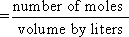 = number of moles
volume by liters